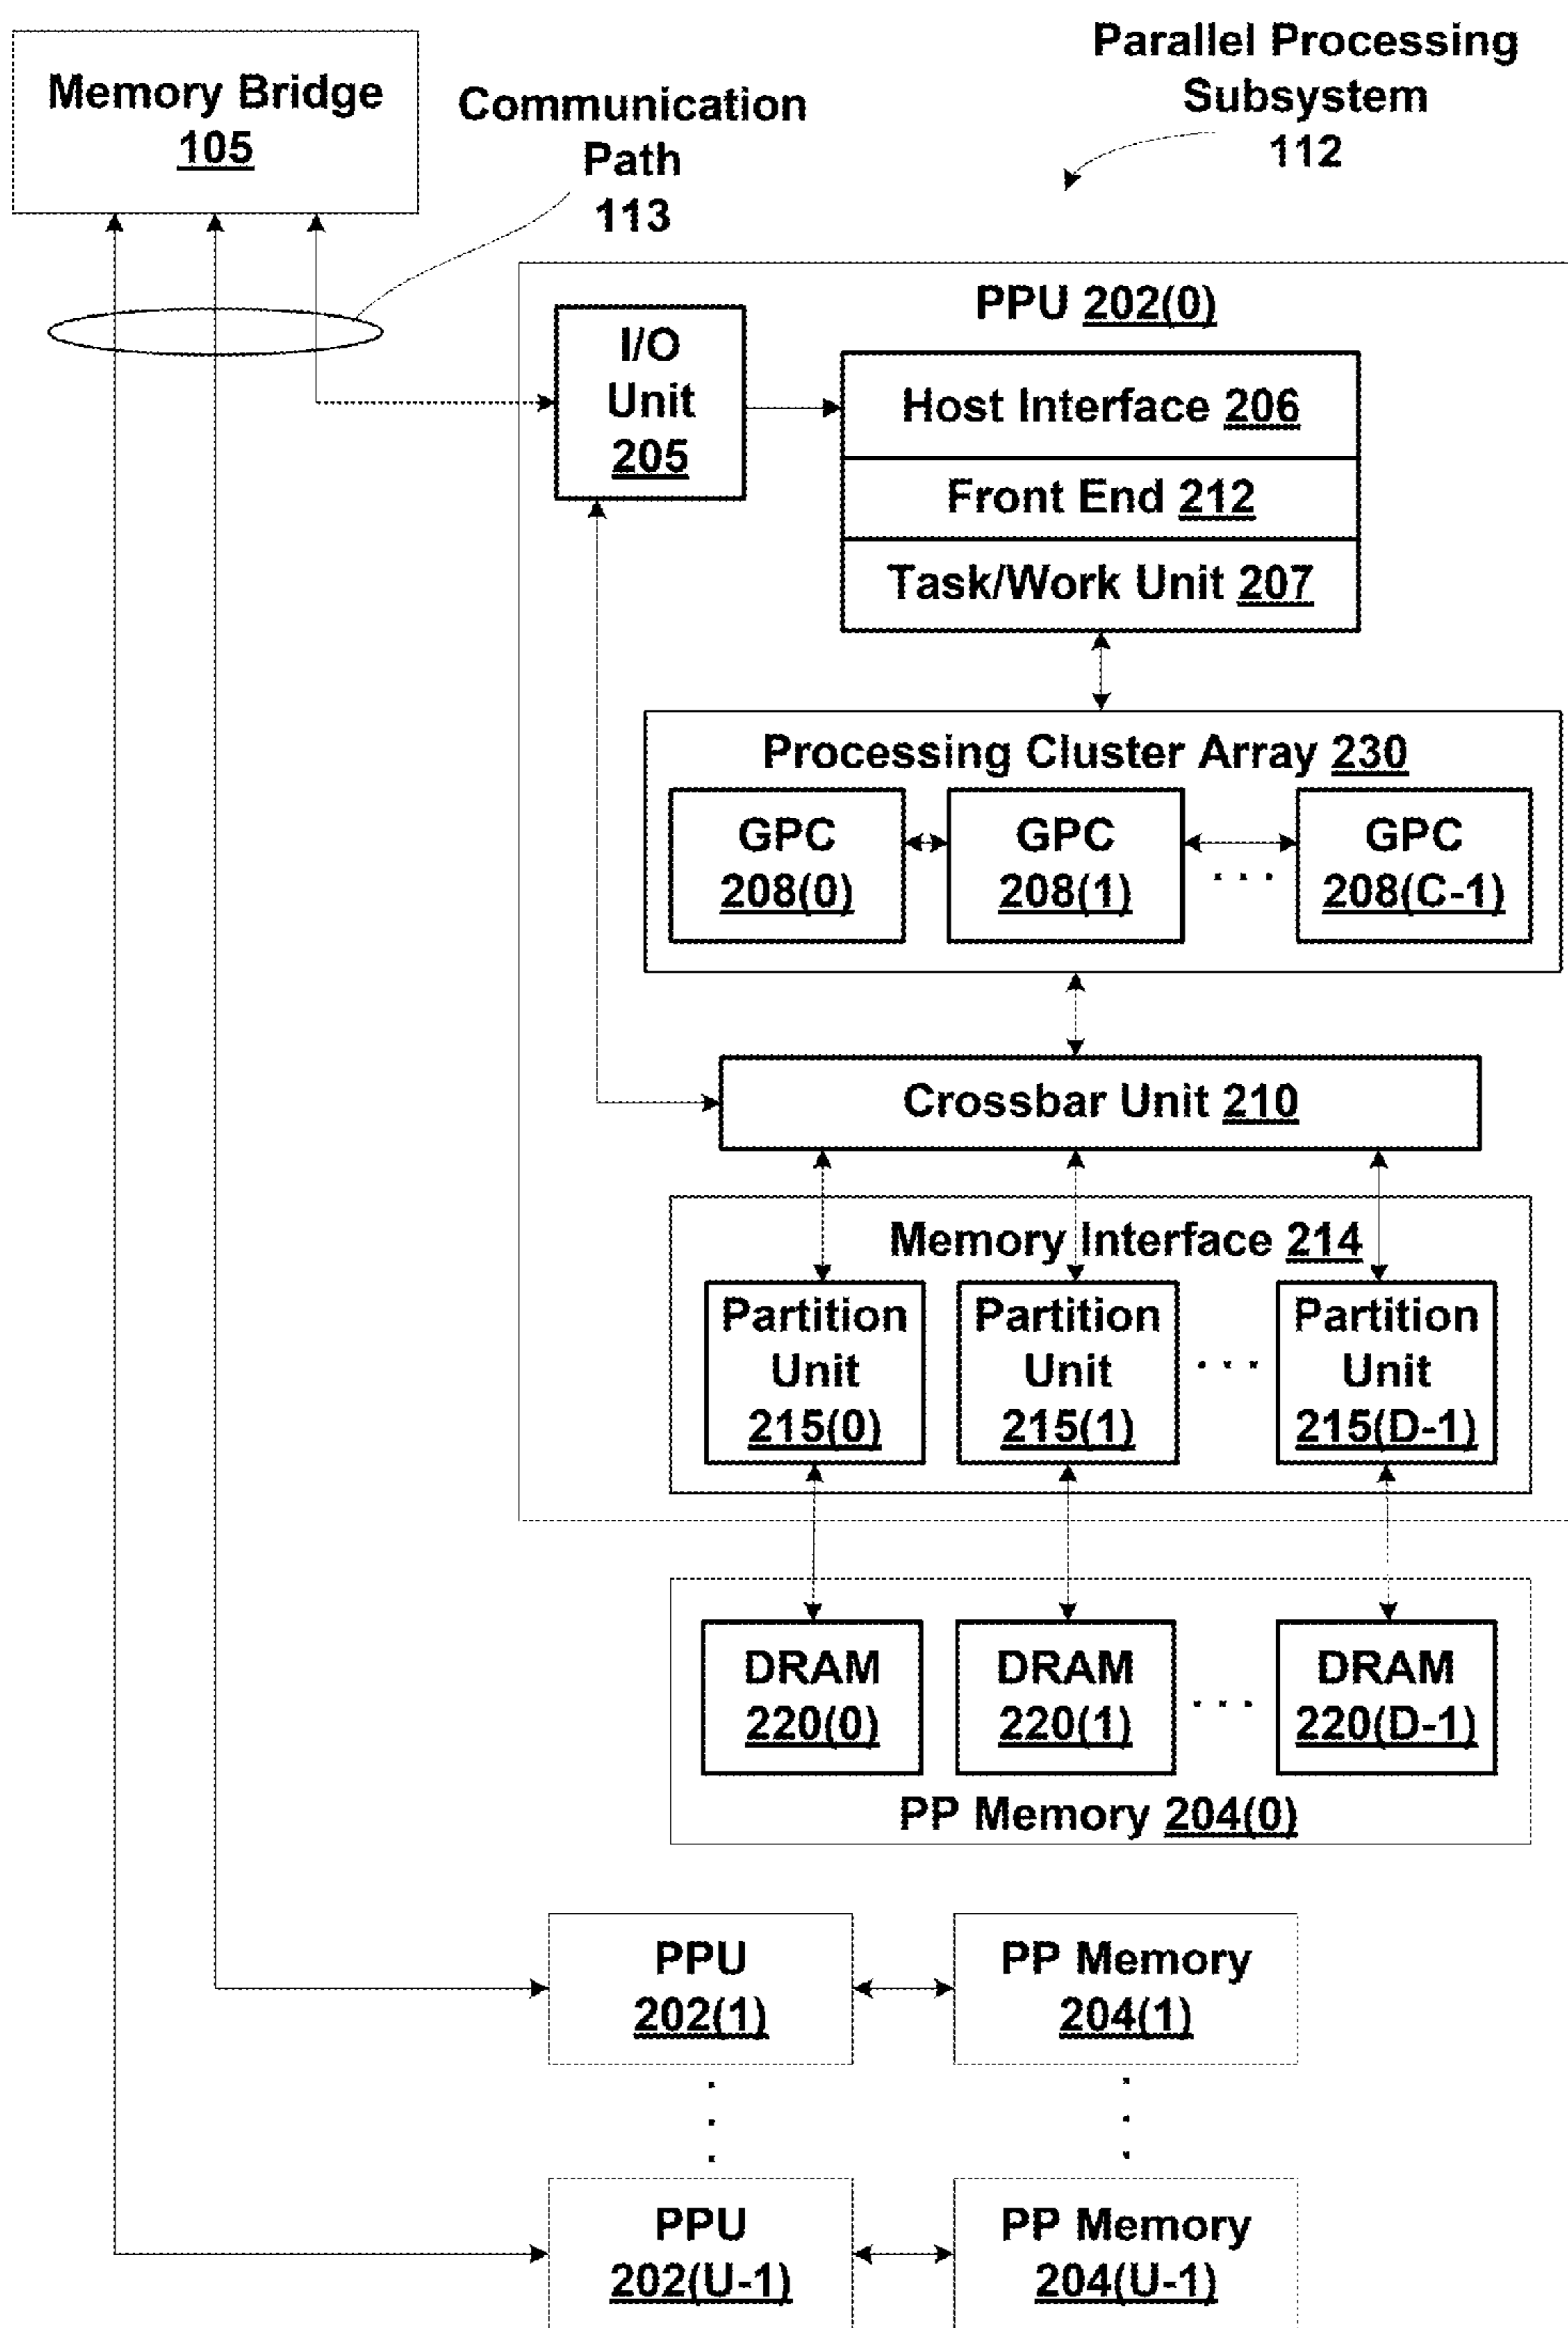 Memory Bridge
105
Communication
Path
113
Parallel Processing
Subsystem
112
PPU 202(0)
I/O
Unit
205
Host Interface 206
Front End 212
Task/Work Unit 207
Processing Cluster Array 230
GPC
208(0)
GPC
208(1)
. . .
GPC
208(C-1)
Crossbar Unit 210
Memory Interface 214
Partition
Unit
215(0)
Partition
Unit
215(1)
. . .
Partition
Unit
215(D-1)
DRAM
220(0)
DRAM
220(1)
. . .
DRAM
220(D-1)
PP Memory 204(0)
PPU
202(1)
PP Memory
204(1)
PPU
202(U-1)
PP Memory
204(U-1)